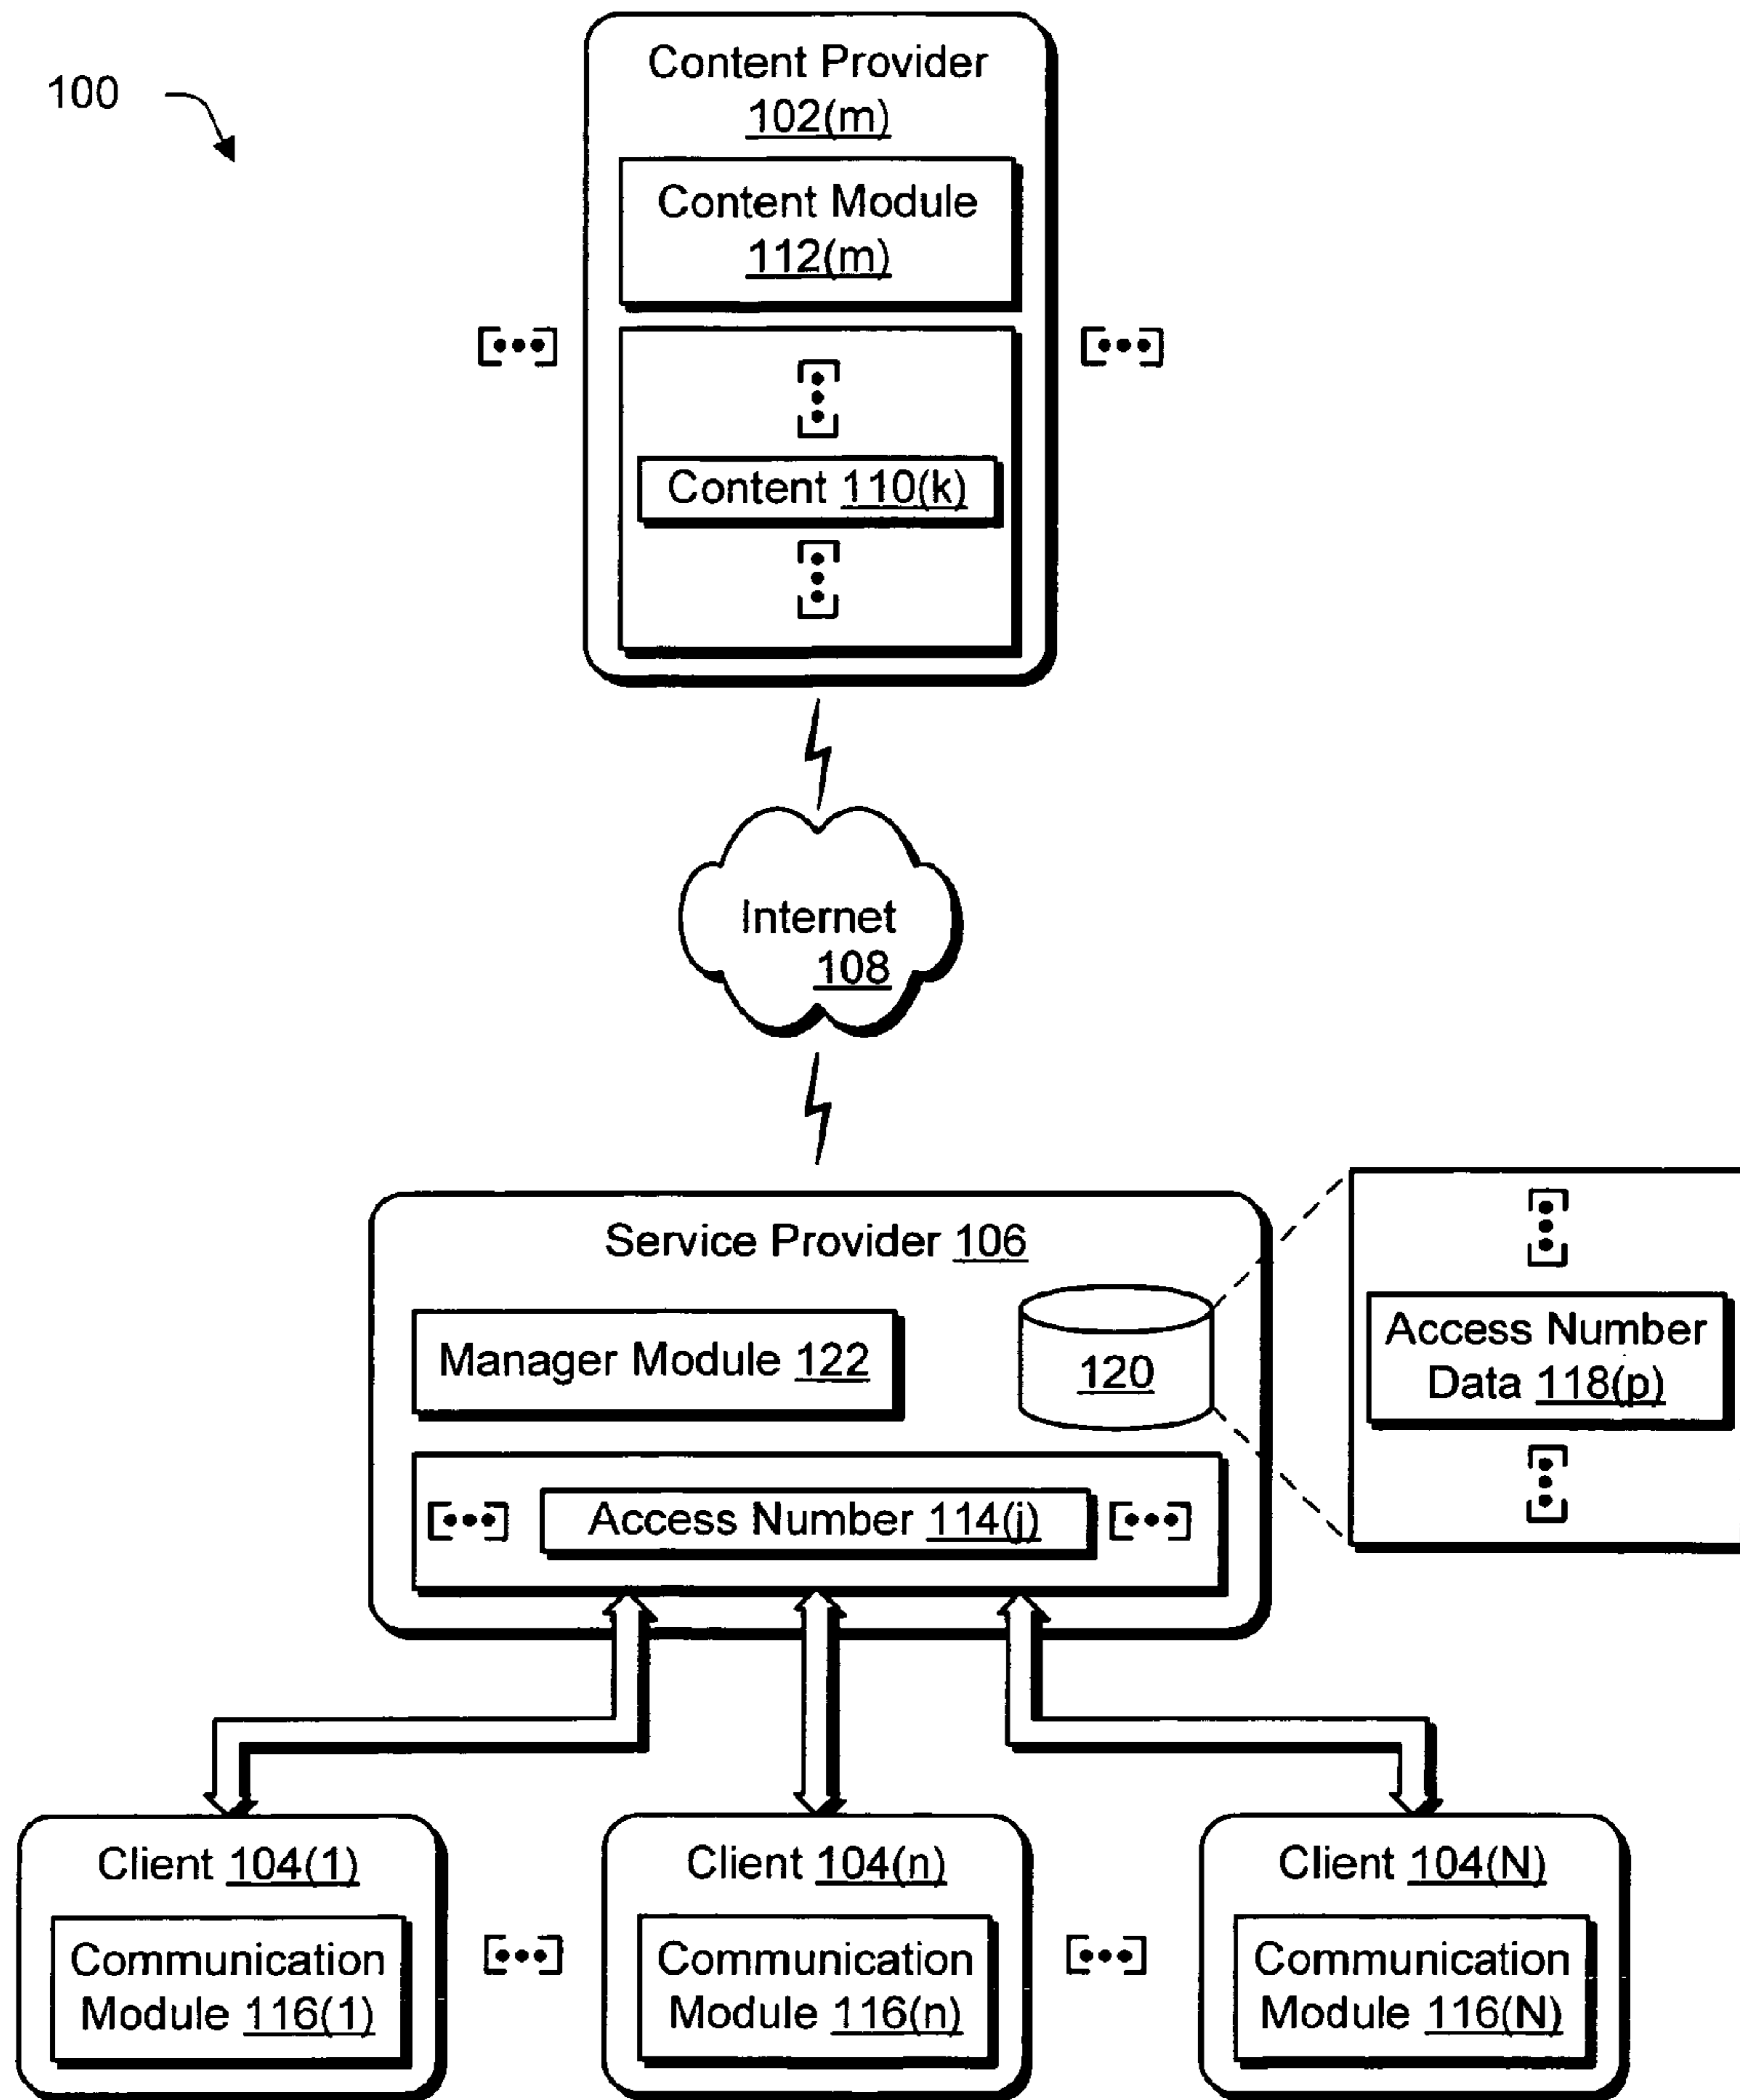 100
Content Provider
102(m)
Content Module
112(m)
[•••]
[•••]
[•••]
Content 110(k)
[•••]
Internet
108
Service Provider 106
Manager Module 122
120
[•••]
Access Number
Data 118(p)
[•••]
[•••] Access Number 114(j) [•••]
Client 104(1)
Communication
Module 116(1)
[•••]
Client 104(n)
Communication
Module 116(n)
[•••]
Client 104(N)
Communication
Module 116(N)